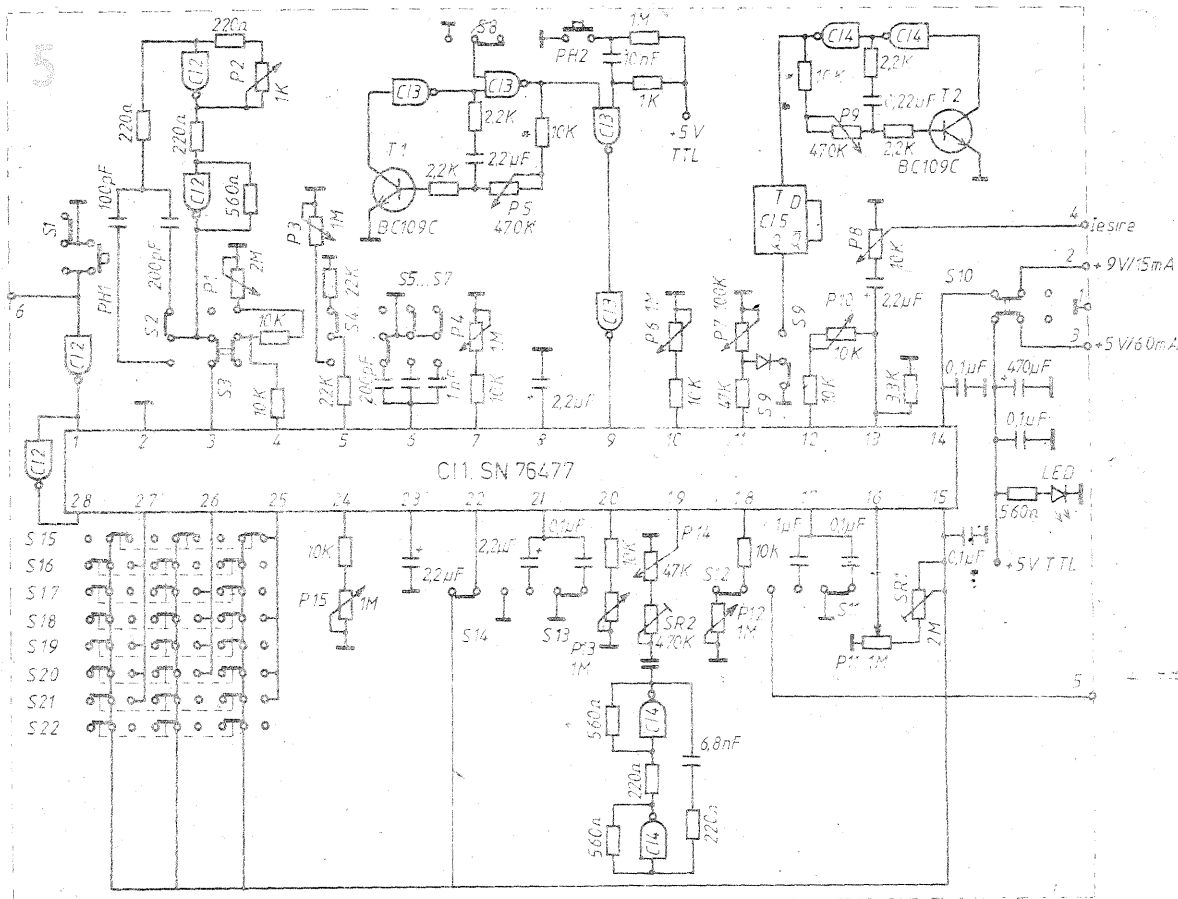 5
220Ω
CI2
P2
1K
220Ω
220Ω
CI2
560Ω
100pF
200pF
S1
PH1
6
CI2
S2
P1
2M
S3
10K
10K
P3
1M
22K
S4
22K
S8
CI3
CI3
2,2K
10K
*
T1
BC109C
2,2K
2,2µF
P5
470K
PH2
1M
10nF
1K
CI3
+5V
TTL
CI3
S5...S7
200pF
1nF
P4
1M
10K
2,2µF
P6 1M
10K
P7 100K
47K
S9
S9
CI4
CI4
10K
*
2,2K
0,22µF
P9
470K
2,2K
T2
BC109C
T D
CI5
P8
10K
2,2µF
P10
10K
10K
33K
4
Iesire
2
+9V/15mA
S10
1
3
+5V/60mA
0,1µF
470µF
0,1µF
LED
560Ω
+5V TTL
1 2 3 4 5 6 7 8 9 10 11 12 13 14
CI1. SN 76477
CI2
28 27 26 25 24 23 22 21 20 19 18 17 16 15
S15
S16
S17
S18
S19
S20
S21
S22
10K
P15
1M
2,2µF
2,2µF
0,1µF
S14
S13
10K
P13
1M
P14
47K
SR2
470K
10K
S12
P12
1M
1µF
0,1µF
S11
P11 1M
SR1
2M
0,1µF
5
560Ω
CI4
6,8nF
220Ω
560Ω
CI4
220Ω